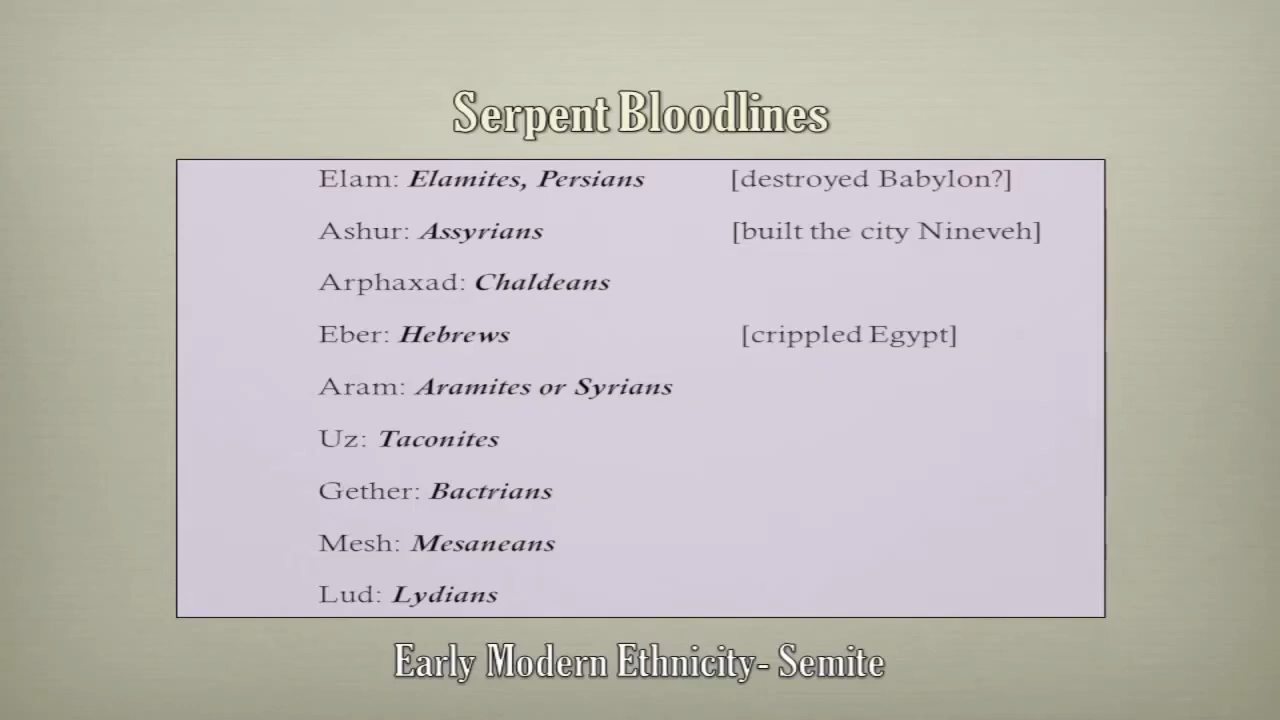 Serpent Bloodlines
Elam: Elamites, Persians [destroyed Babylon?]
Ashur: Assyrians [built the city Nineveh]
Arphaxad: Chaldeans
Eber: Hebrews [crippled Egypt]
Aram: Aramites or Syrians
Uz: Taconites
Gether: Bactrians
Mesh: Mesaneans
Lud: Lydians
Early Modern Ethnicity- Semite